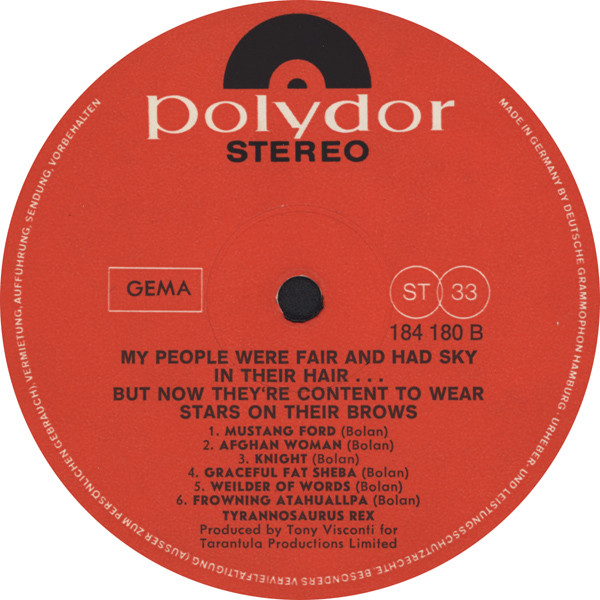 polydor
STEREO
GEMA
ST 33
184 180 B
MY PEOPLE WERE FAIR AND HAD SKY
IN THEIR HAIR . . .
BUT NOW THEY'RE CONTENT TO WEAR
STARS ON THEIR BROWS
1. MUSTANG FORD (Bolan)
2. AFGHAN WOMAN (Bolan)
3. KNIGHT (Bolan)
4. GRACEFUL FAT SHEBA (Bolan)
5. WEILDER OF WORDS (Bolan)
6. FROWNING ATAHUALLPA (Bolan)
TYRANNOSAURUS REX
Produced by Tony Visconti for
Tarantula Productions Limited
MADE IN GERMANY BY DEUTSCHE GRAMMOPHON HAMBURG · URHEBER- UND LEISTUNGSSCHUTZRECHTE, BESONDERS VERVIELFÄLTIGUNG (AUSSER ZUM PERSÖNLICHEN GEBRAUCH), VERMIETUNG, AUFFÜHRUNG, SENDUNG, VORBEHALTEN